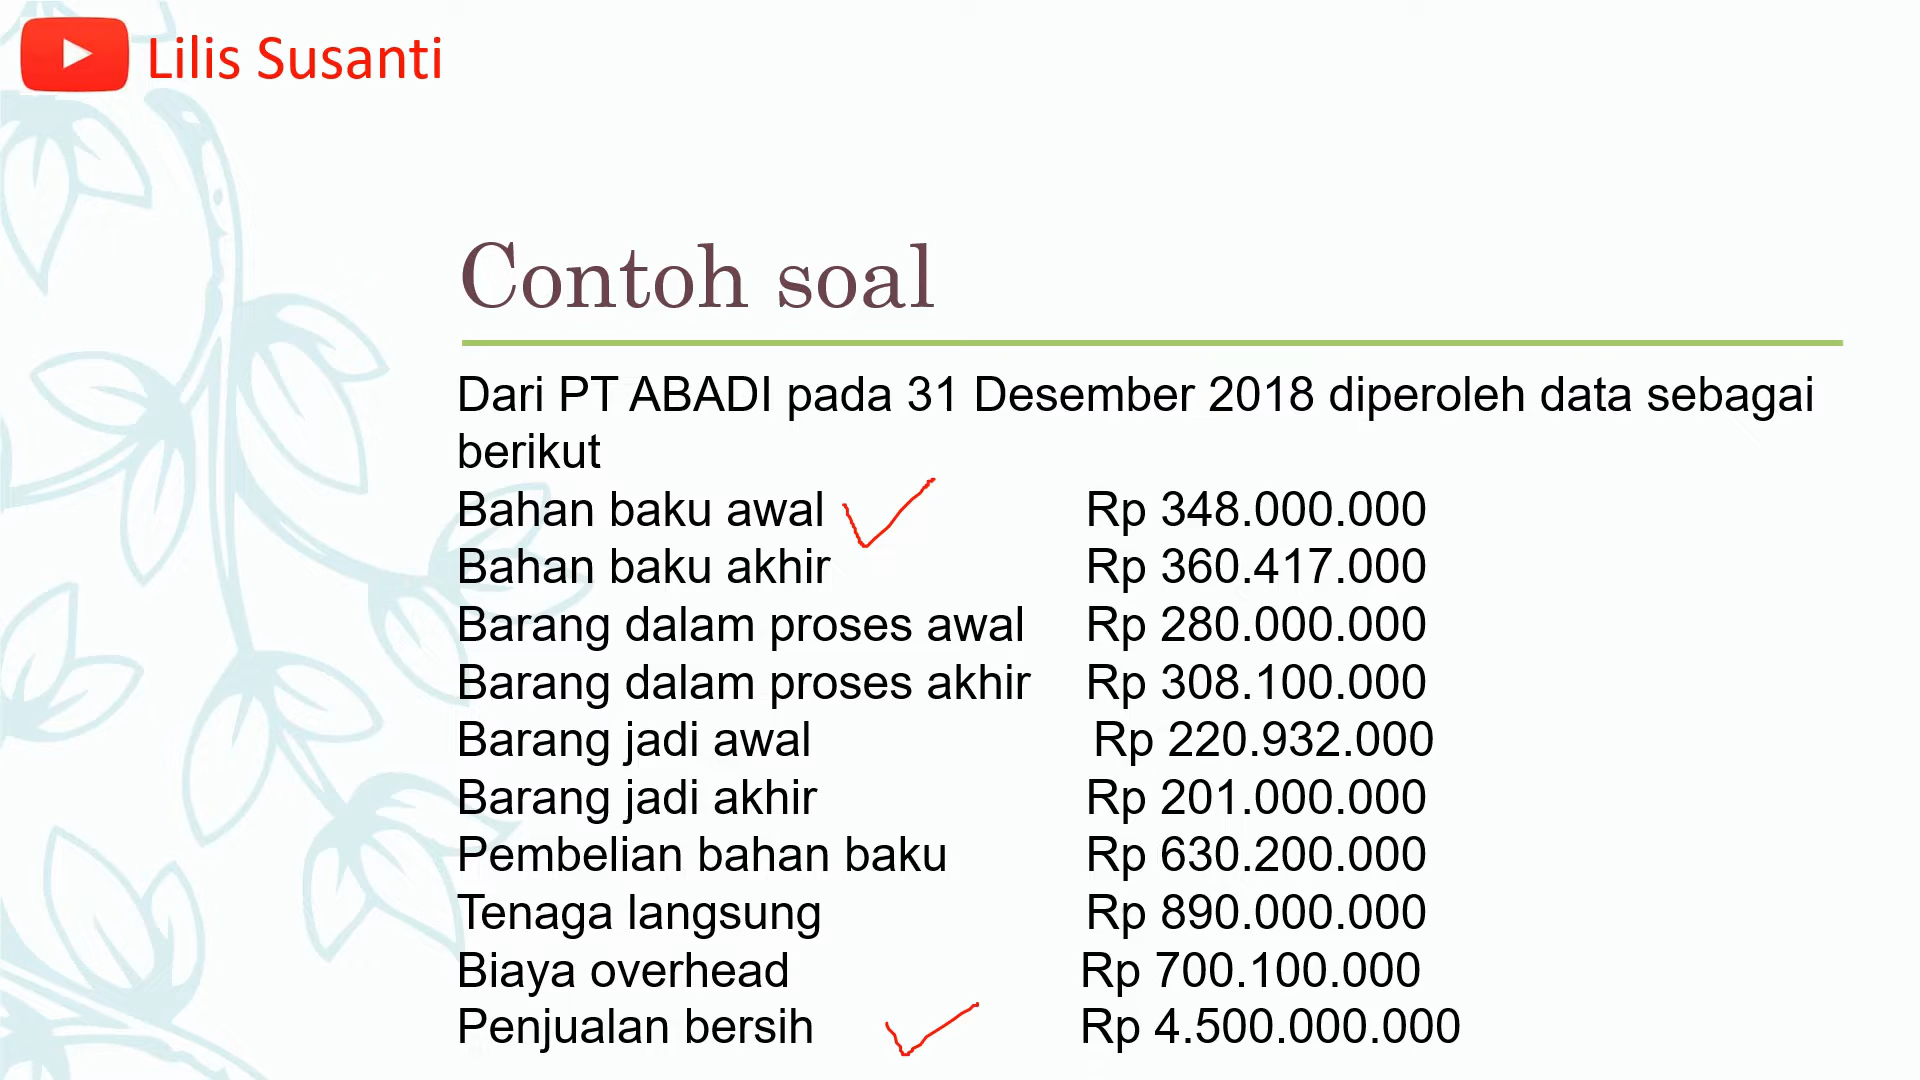 Lilis Susanti
Contoh soal
Dari PT ABADI pada 31 Desember 2018 diperoleh data sebagai
berikut
Bahan baku awal Rp 348.000.000
Bahan baku akhir Rp 360.417.000
Barang dalam proses awal Rp 280.000.000
Barang dalam proses akhir Rp 308.100.000
Barang jadi awal Rp 220.932.000
Barang jadi akhir Rp 201.000.000
Pembelian bahan baku Rp 630.200.000
Tenaga langsung Rp 890.000.000
Biaya overhead Rp 700.100.000
Penjualan bersih Rp 4.500.000.000